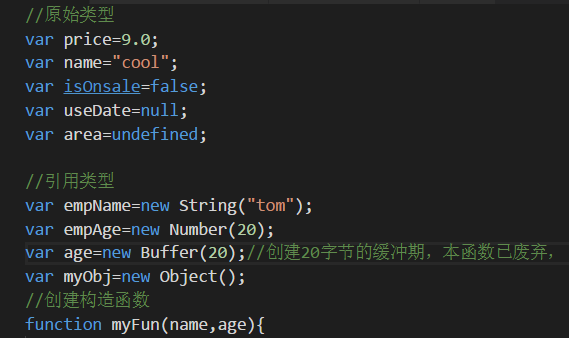 //原始类型
var price=9.0;
var name="cool";
var isOnsale=false;
var useDate=null;
var area=undefined;
//引用类型
var empName=new String("tom");
var empAge=new Number(20);
var age=new Buffer(20);//创建20字节的缓冲期，本函数已废弃，
var myObj=new Object();
//创建构造函数
function myFun(name,age){